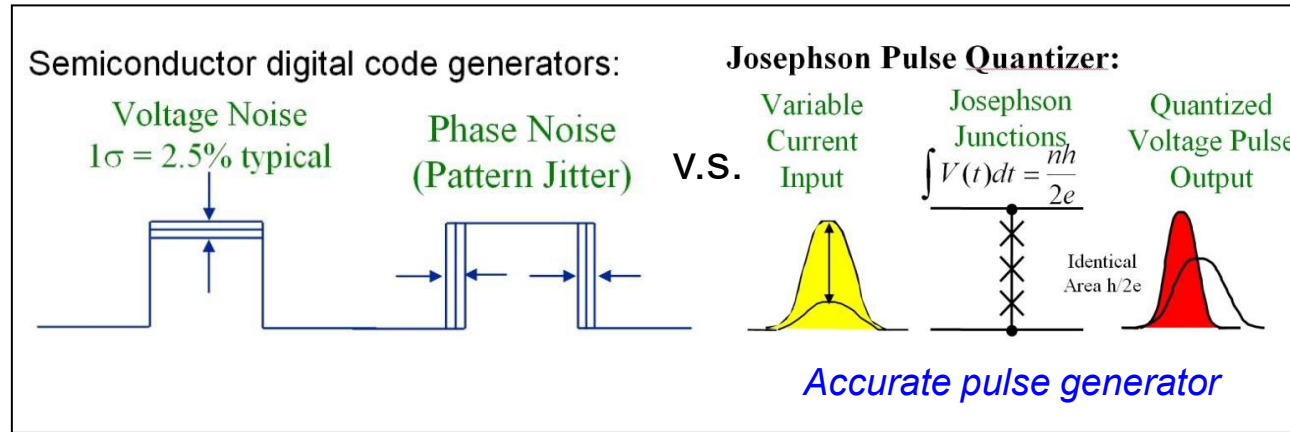 Semiconductor digital code generators:
Voltage Noise
1σ = 2.5% typical
Phase Noise
(Pattern Jitter)
v.s.
Josephson Pulse Quantizer:
Variable
Current
Input
Josephson
Junctions
∫V(t)dt = nh/2e
Quantized
Voltage Pulse
Output
Identical
Area h/2e
Accurate pulse generator